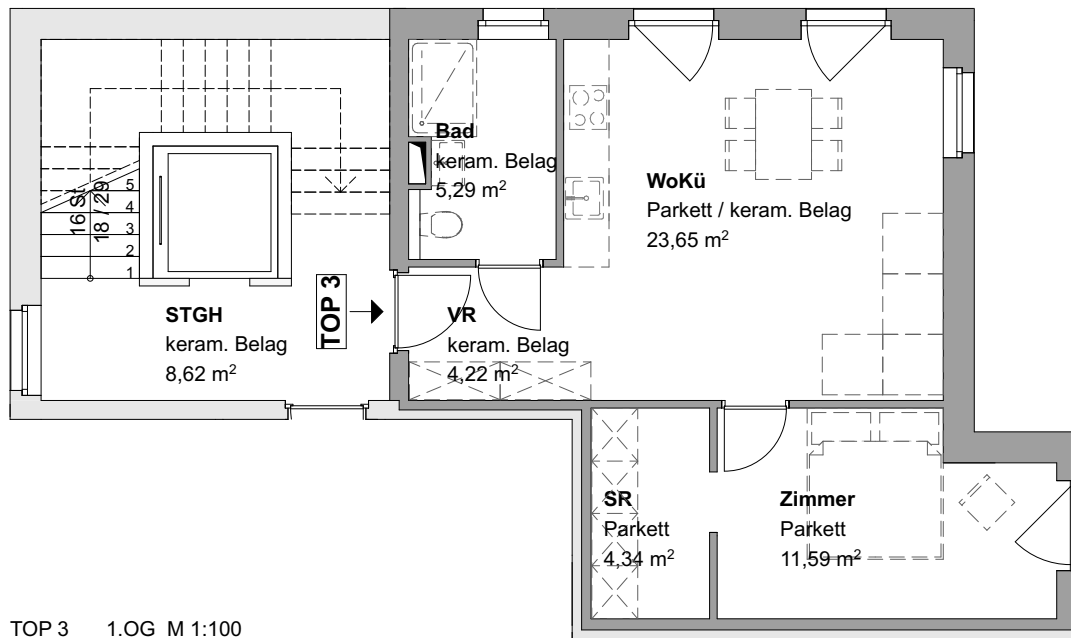 Bad
keram. Belag
5,29 m²
WoKü
Parkett / keram. Belag
23,65 m²
16 St
18 / 29
5
4
3
2
1
STGH
keram. Belag
8,62 m²
TOP 3
VR
keram. Belag
4,22 m²
SR
Parkett
4,34 m²
Zimmer
Parkett
11,59 m²
TOP 3 1.OG M 1:100